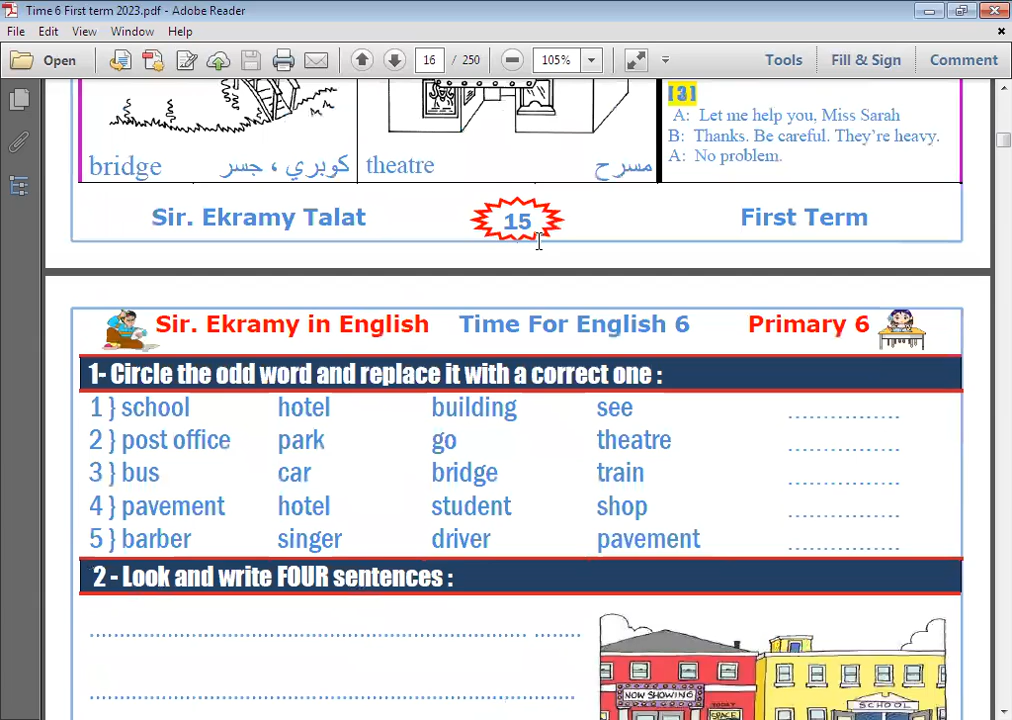 Time 6 First term 2023.pdf - Adobe Reader
File Edit View Window Help
Open 16 / 250 105% Tools Fill & Sign Comment
bridge كوبري ، جسر theatre مسرح
[3]
A: Let me help you, Miss Sarah
B: Thanks. Be careful. They're heavy.
A: No problem.
Sir. Ekramy Talat 15 First Term
Sir. Ekramy in English Time For English 6 Primary 6
1- Circle the odd word and replace it with a correct one :
1 } school hotel building see ................
2 } post office park go theatre ................
3 } bus car bridge train ................
4 } pavement hotel student shop ................
5 } barber singer driver pavement ................
2 - Look and write FOUR sentences :
NOW SHOWING
TODAY
SPACE
SCHOOL